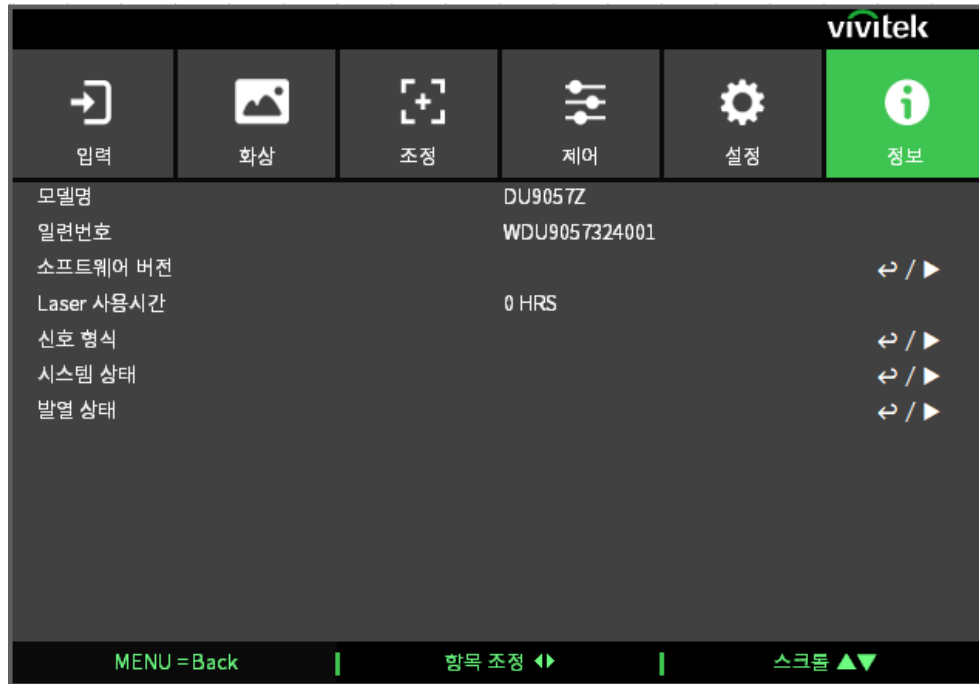 vivitek
입력 화상 조정 제어 설정 정보
모델명 DU9057Z
일련번호 WDU9057324001
소프트웨어 버전 /
Laser 사용시간 0 HRS
신호 형식 /
시스템 상태 /
발열 상태 /
MENU = Back 항목 조정 스크롤